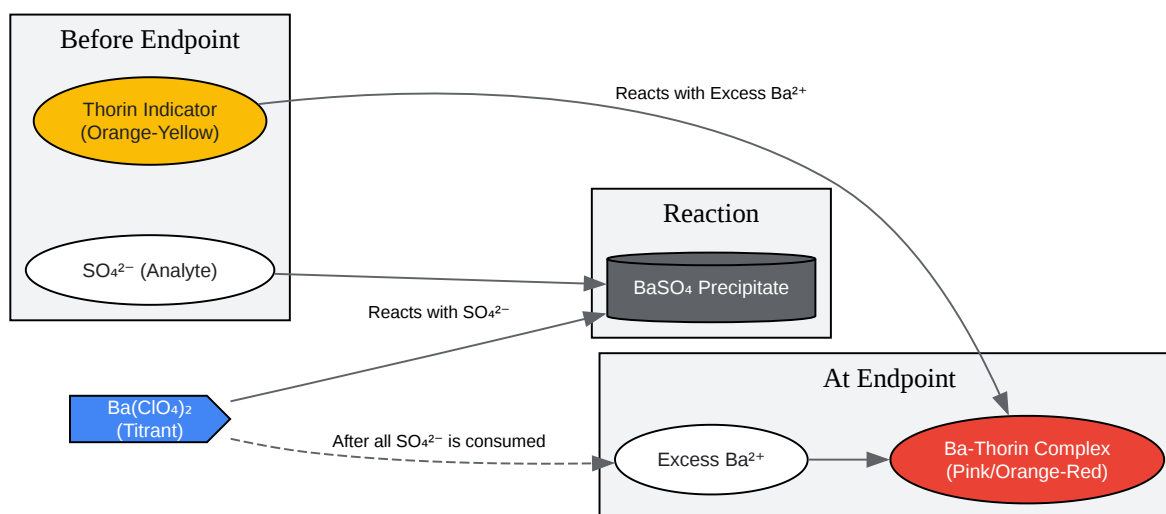 Before Endpoint
Thorin Indicator
(Orange-Yellow)
Reacts with Excess Ba²⁺
SO₄²⁻ (Analyte)
Reaction
BaSO₄ Precipitate
Reacts with SO₄²⁻
Ba(ClO₄)₂
(Titrant)
After all SO₄²⁻ is consumed
At Endpoint
Excess Ba²⁺
Ba-Thorin Complex
(Pink/Orange-Red)